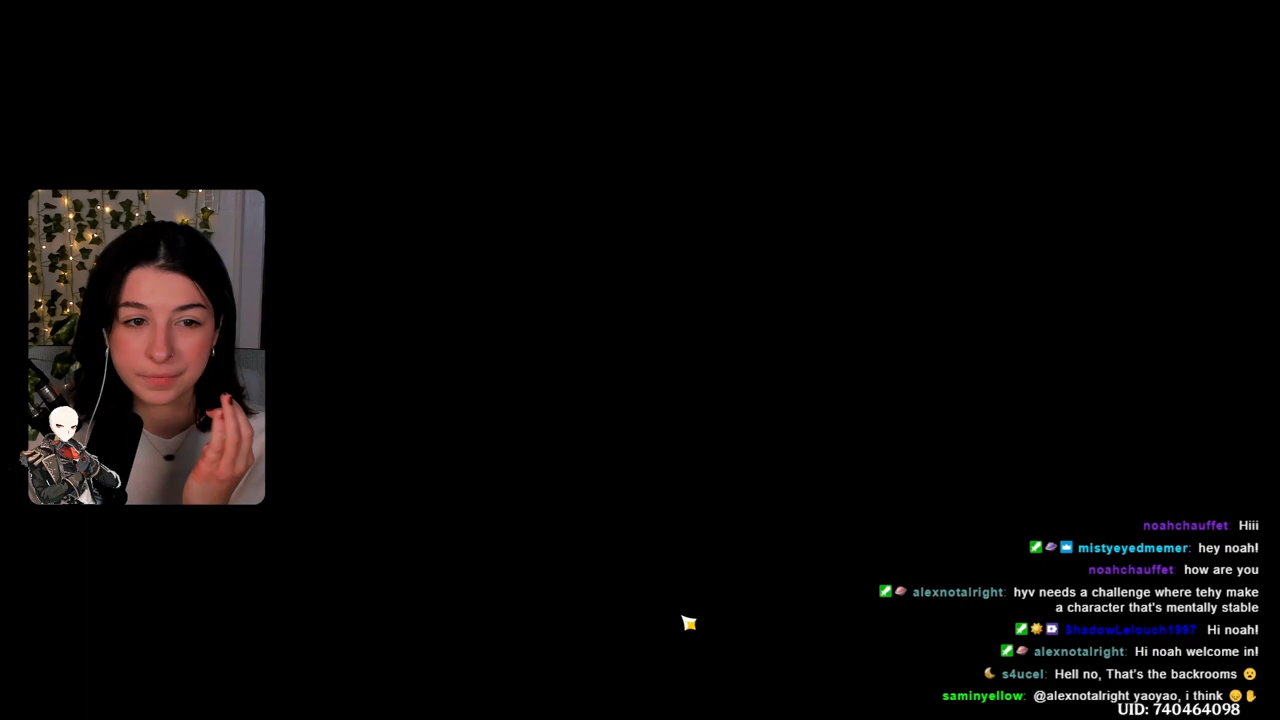 noahchauffet: Hiii
mistyeyedmemer: hey noah!
noahchauffet: how are you
alexnotalright: hyv needs a challenge where tehy make
a character that's mentally stable
ShadowLelouch1997: Hi noah!
alexnotalright: Hi noah welcome in!
s4ucel: Hell no, That's the backrooms 😟
saminyellow: @alexnotalright yaoyao, i think 😞✋
UID: 740464098